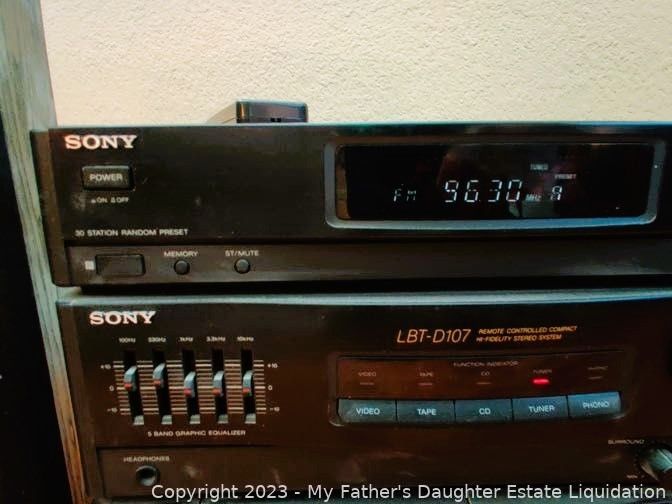 SONY
POWER
ON OFF
TUNED
PRESET
FM 96.30 MHz A
30 STATION RANDOM PRESET
MEMORY ST/MUTE
SONY
LBT-D107 REMOTE CONTROLLED COMPACT
HI-FIDELITY STEREO SYSTEM
100Hz 330Hz 1kHz 3.3kHz 10kHz
FUNCTION INDICATOR
VIDEO TAPE CD TUNER PHONO
+10 +10
0 0
-10 -10
VIDEO TAPE CD TUNER PHONO
5 BAND GRAPHIC EQUALIZER
SURROUND
HEADPHONES
Copyright 2023 - My Father's Daughter Estate Liquidation